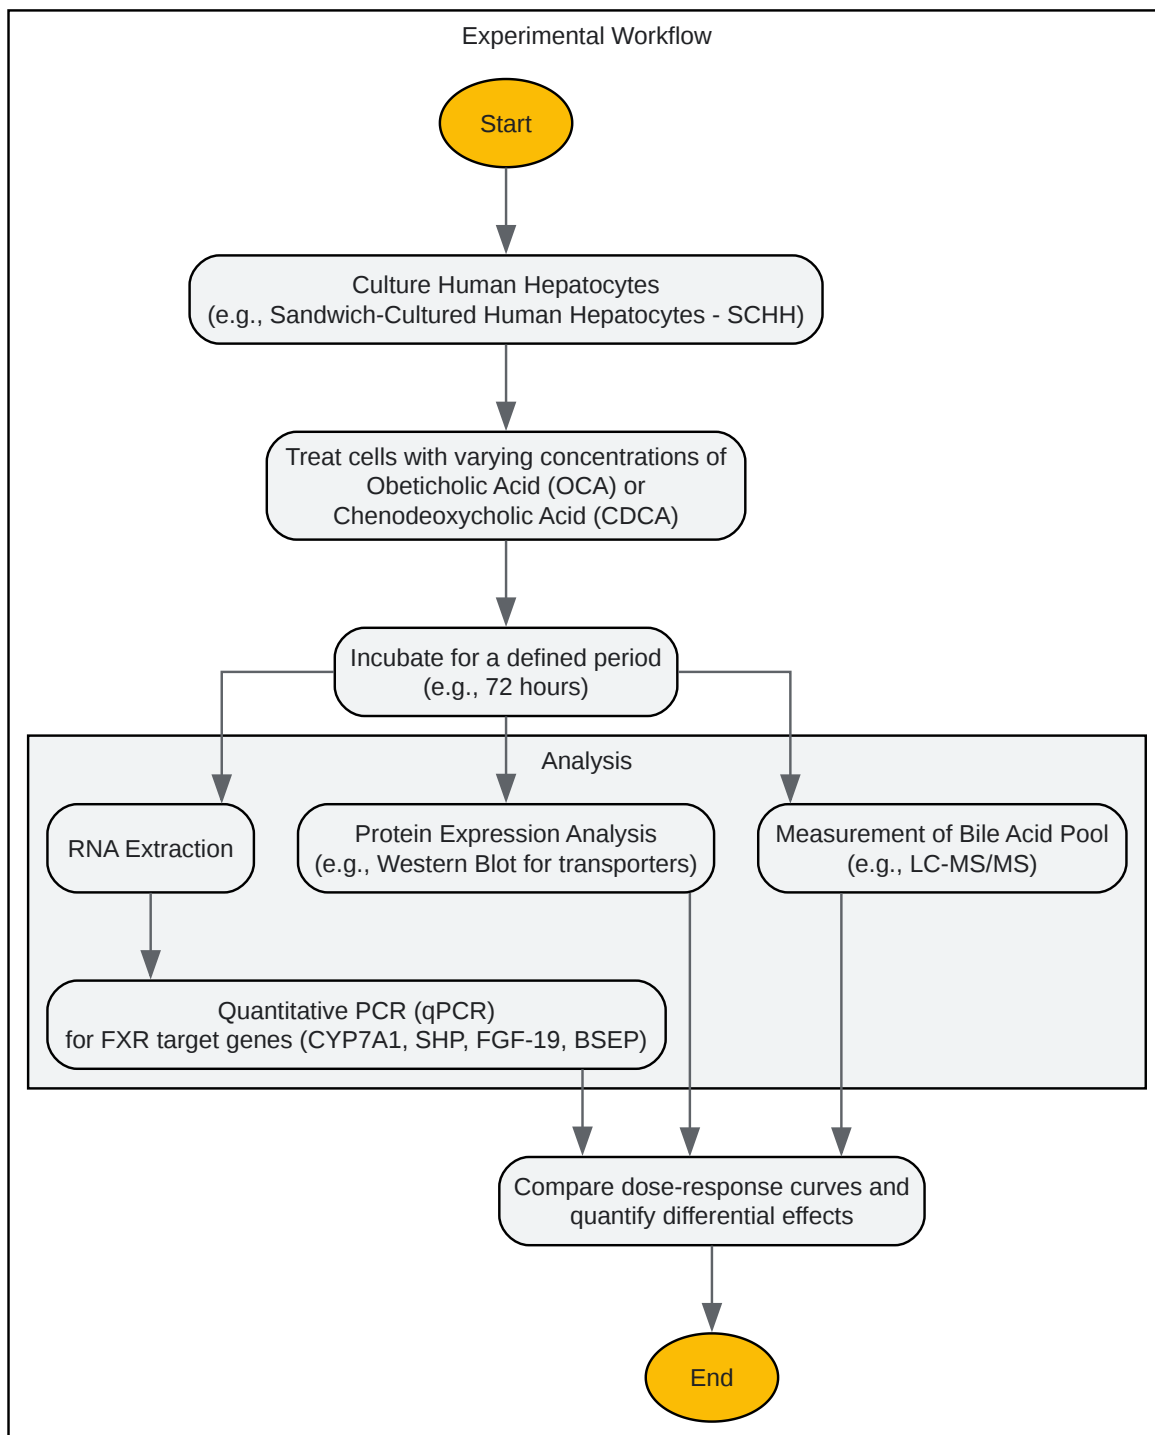 Experimental Workflow
Start
Culture Human Hepatocytes
(e.g., Sandwich-Cultured Human Hepatocytes - SCHH)
Treat cells with varying concentrations of
Obeticholic Acid (OCA) or
Chenodeoxycholic Acid (CDCA)
Incubate for a defined period
(e.g., 72 hours)
Analysis
RNA Extraction
Protein Expression Analysis
(e.g., Western Blot for transporters)
Measurement of Bile Acid Pool
(e.g., LC-MS/MS)
Quantitative PCR (qPCR)
for FXR target genes (CYP7A1, SHP, FGF-19, BSEP)
Compare dose-response curves and
quantify differential effects
End